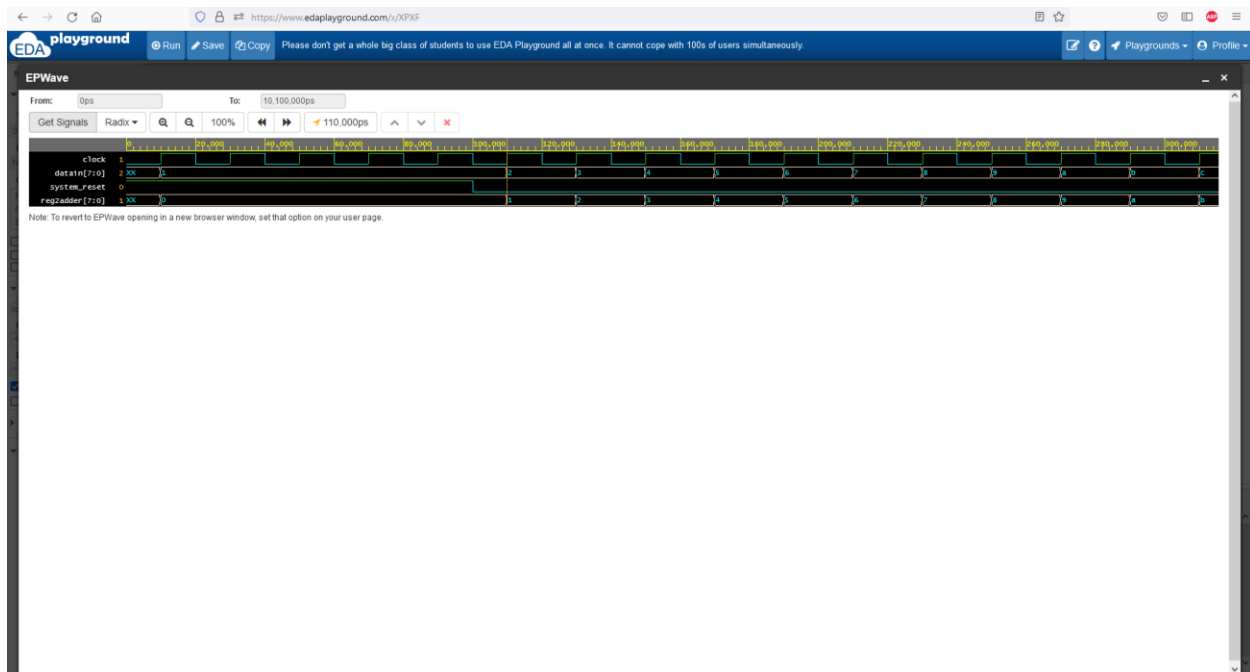 https://www.edaplayground.com/x/XPXF
EDA playground Run Save Copy Please don't get a whole big class of students to use EDA Playground all at once. It cannot cope with 100s of users simultaneously. Playgrounds Profile
EPWave
From: 0ps To: 10,100,000ps
Get Signals Radix 100% 110,000ps
0 20,000 40,000 60,000 80,000 100,000 120,000 140,000 160,000 180,000 200,000 220,000 240,000 260,000 280,000 300,000
clock 1
datain[7:0] 2 XX 1 2 3 4 5 6 7 8 9 a b c
system_reset 0
reg2adder[7:0] 1 XX 0 1 2 3 4 5 6 7 8 9 a b
Note: To revert to EPWave opening in a new browser window, set that option on your user page.